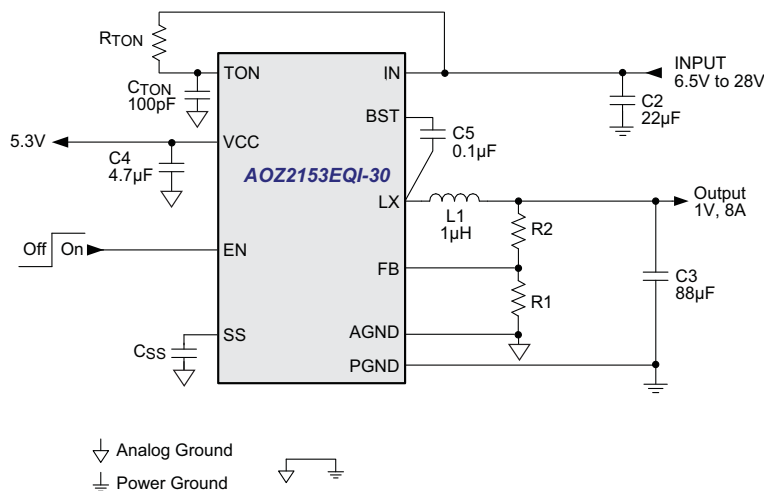 RTON
TON
CTON
100pF
IN
INPUT
6.5V to 28V
C2
22µF
BST
C5
0.1µF
5.3V
VCC
C4
4.7µF
AOZ2153EQI-30
LX
L1
1µH
Output
1V, 8A
R2
Off
On
EN
FB
R1
C3
88µF
SS
CSS
AGND
PGND
Analog Ground
Power Ground